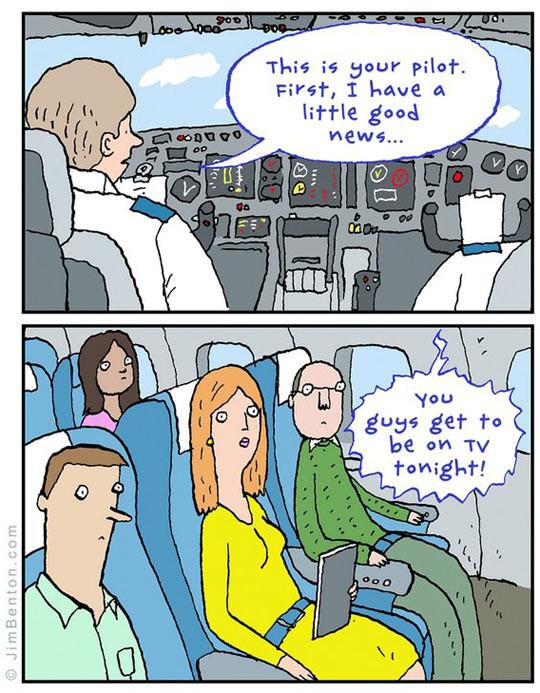 This is your pilot.
First, I have a
little good
news...
You
guys get to
be on TV
tonight!
© JimBenton.com